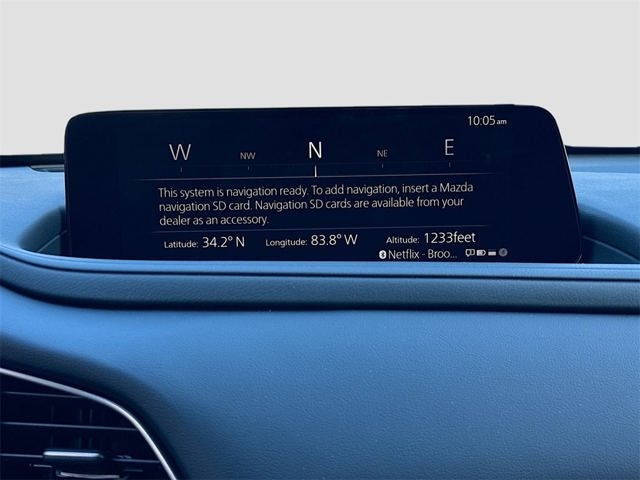 10:05am
W NW N NE E
This system is navigation ready. To add navigation, insert a Mazda
navigation SD card. Navigation SD cards are available from your
dealer as an accessory.
Latitude: 34.2° N Longitude: 83.8° W Altitude: 1233feet
Netflix - Broo...